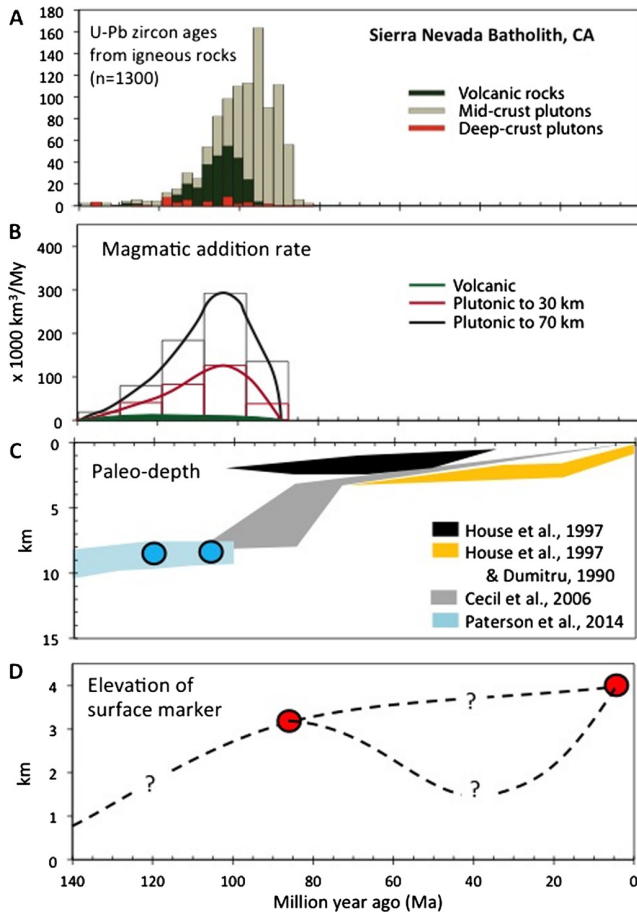 A
U-Pb zircon ages
from igneous rocks
(n=1300)
Sierra Nevada Batholith, CA
Volcanic rocks
Mid-crust plutons
Deep-crust plutons
180
160
140
120
100
80
60
40
20
0
B
Magmatic addition rate
Volcanic
Plutonic to 30 km
Plutonic to 70 km
x 1000 km³/My
400
300
200
100
0
C
Paleo-depth
House et al., 1997
House et al., 1997
& Dumitru, 1990
Cecil et al., 2006
Paterson et al., 2014
km
0
5
10
15
D
Elevation of
surface marker
km
4
3
2
1
0
?
?
?
140 120 100 80 60 40 20 0
Million year ago (Ma)